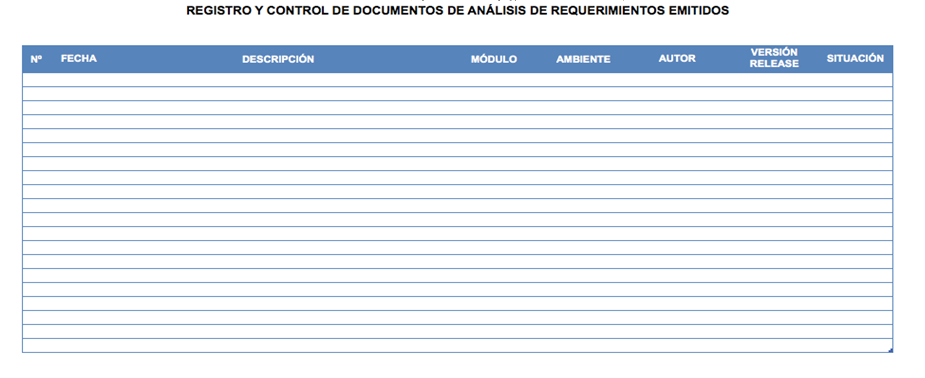 REGISTRO Y CONTROL DE DOCUMENTOS DE ANÁLISIS DE REQUERIMIENTOS EMITIDOS
Nº FECHA DESCRIPCIÓN MÓDULO AMBIENTE AUTOR VERSIÓN RELEASE SITUACIÓN